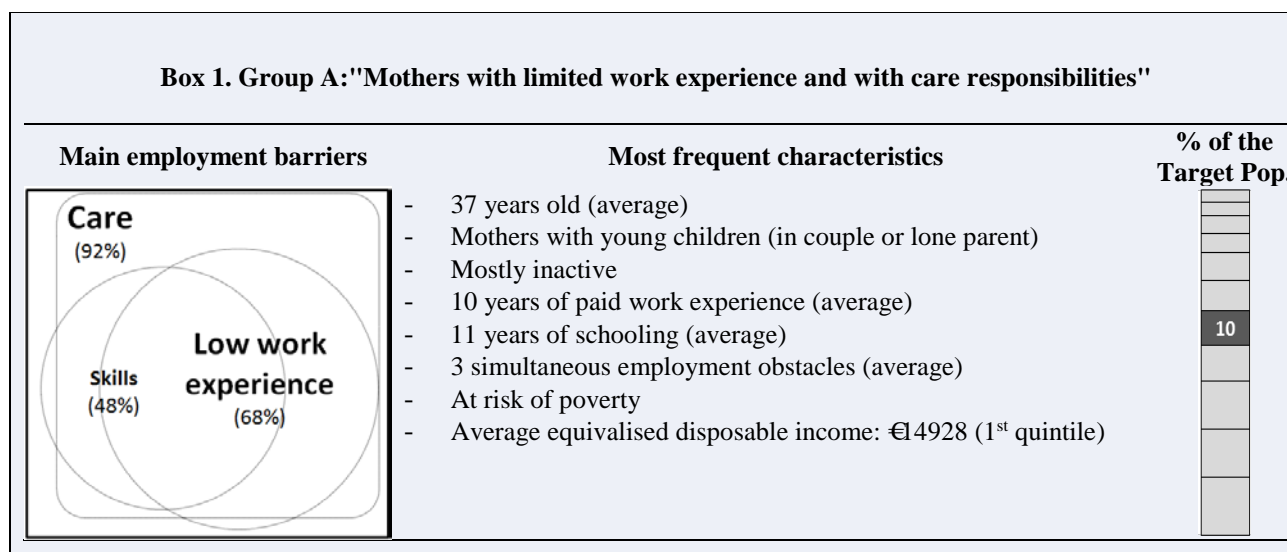 Box 1. Group A:"Mothers with limited work experience and with care responsibilities"
Main employment barriers
Most frequent characteristics
% of the
Target Pop.
Care
(92%)
Skills
(48%)
Low work
experience
(68%)
- 37 years old (average)
- Mothers with young children (in couple or lone parent)
- Mostly inactive
- 10 years of paid work experience (average)
- 11 years of schooling (average)
- 3 simultaneous employment obstacles (average)
- At risk of poverty
- Average equivalised disposable income: €14928 (1st quintile)
10